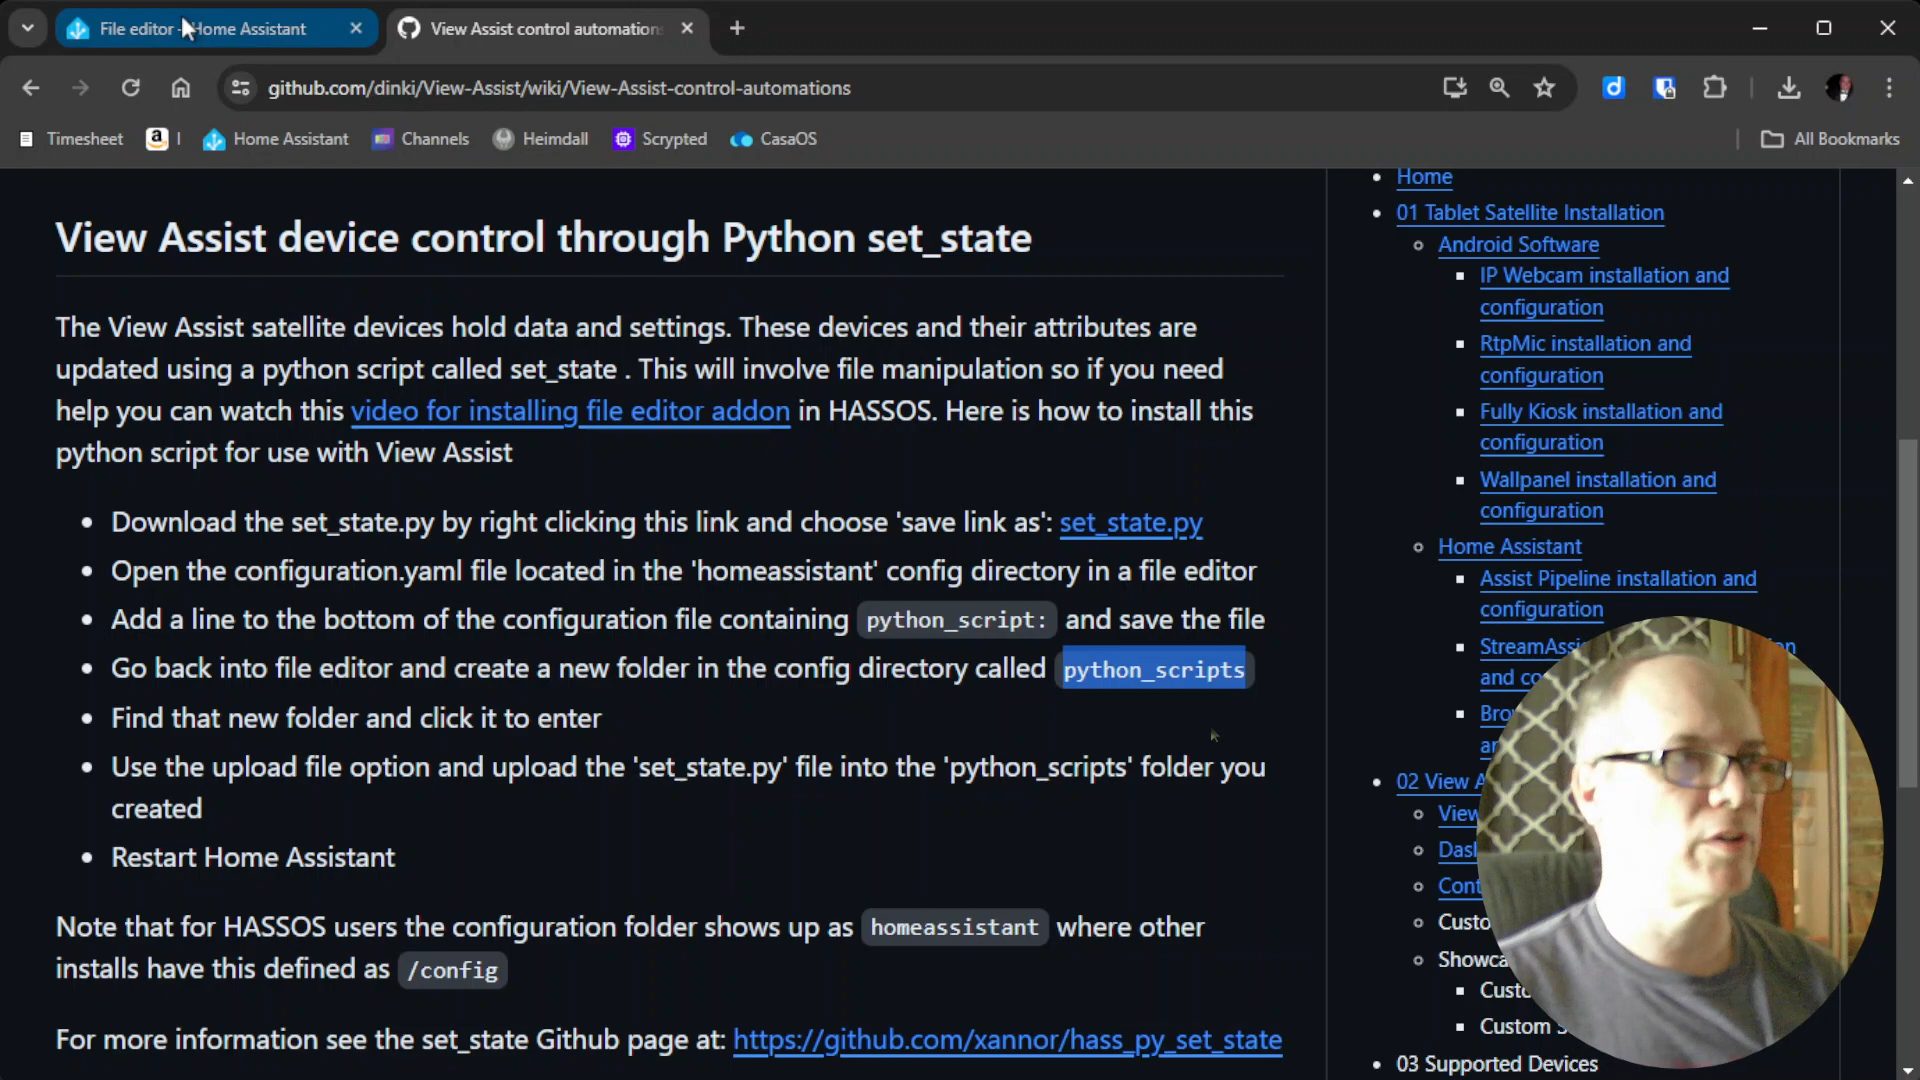 File editor - Home Assistant
View Assist control automation
github.com/dinki/View-Assist/wiki/View-Assist-control-automations
Timesheet
I
Home Assistant
Channels
Heimdall
Scrypted
CasaOS
All Bookmarks
View Assist device control through Python set_state
The View Assist satellite devices hold data and settings. These devices and their attributes are
updated using a python script called set_state . This will involve file manipulation so if you need
help you can watch this video for installing file editor addon in HASSOS. Here is how to install this
python script for use with View Assist
Download the set_state.py by right clicking this link and choose 'save link as': set_state.py
Open the configuration.yaml file located in the 'homeassistant' config directory in a file editor
Add a line to the bottom of the configuration file containing python_script: and save the file
Go back into file editor and create a new folder in the config directory called python_scripts
Find that new folder and click it to enter
Use the upload file option and upload the 'set_state.py' file into the 'python_scripts' folder you
created
Restart Home Assistant
Note that for HASSOS users the configuration folder shows up as homeassistant where other
installs have this defined as /config
For more information see the set_state Github page at: https://github.com/xannor/hass_py_set_state
Home
01 Tablet Satellite Installation
Android Software
IP Webcam installation and
configuration
RtpMic installation and
configuration
Fully Kiosk installation and
configuration
Wallpanel installation and
configuration
Home Assistant
Assist Pipeline installation and
configuration
StreamAssi
and co
Bro
02 View A
View
Das
Cont
Custo
Showca
Custo
Custom S
03 Supported Devices